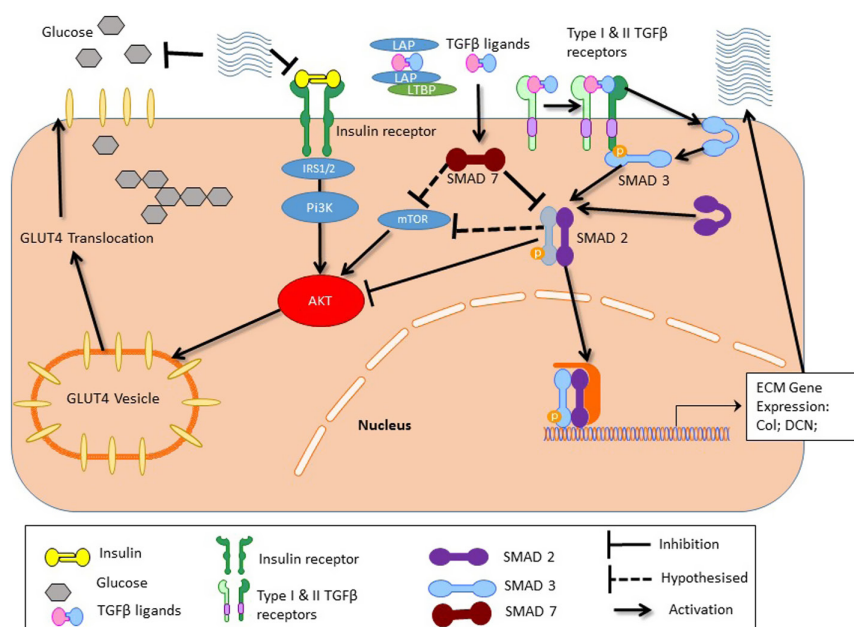 Glucose
LAP
TGFβ ligands
LAP
LTBP
Type I & II TGFβ
receptors
Insulin receptor
IRS1/2
Pi3K
mTOR
AKT
SMAD 7
P
SMAD 3
SMAD 2
P
GLUT4 Translocation
GLUT4 Vesicle
Nucleus
P
ECM Gene
Expression:
Col; DCN;
Insulin
Glucose
TGFβ ligands
Insulin receptor
Type I & II TGFβ
receptors
SMAD 2
SMAD 3
SMAD 7
Inhibition
Hypothesised
Activation